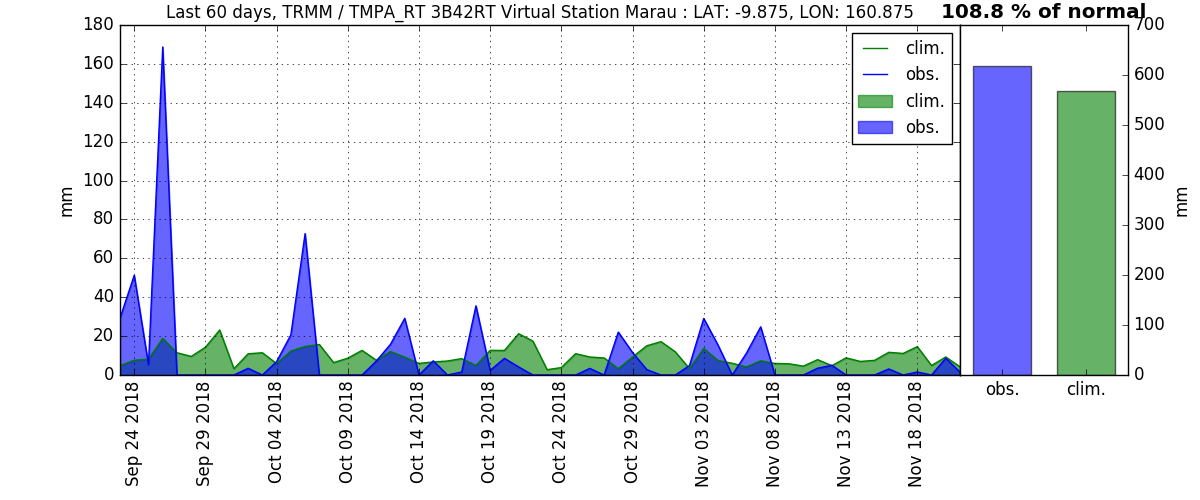 Last 60 days, TRMM / TMPA_RT 3B42RT Virtual Station Marau : LAT: -9.875, LON: 160.875
108.8 % of normal
180
160
140
120
100
80
60
40
20
0
mm
clim.
obs.
clim.
obs.
Sep 24 2018
Sep 29 2018
Oct 04 2018
Oct 09 2018
Oct 14 2018
Oct 19 2018
Oct 24 2018
Oct 29 2018
Nov 03 2018
Nov 08 2018
Nov 13 2018
Nov 18 2018
obs.
clim.
700
600
500
400
300
200
100
0
mm